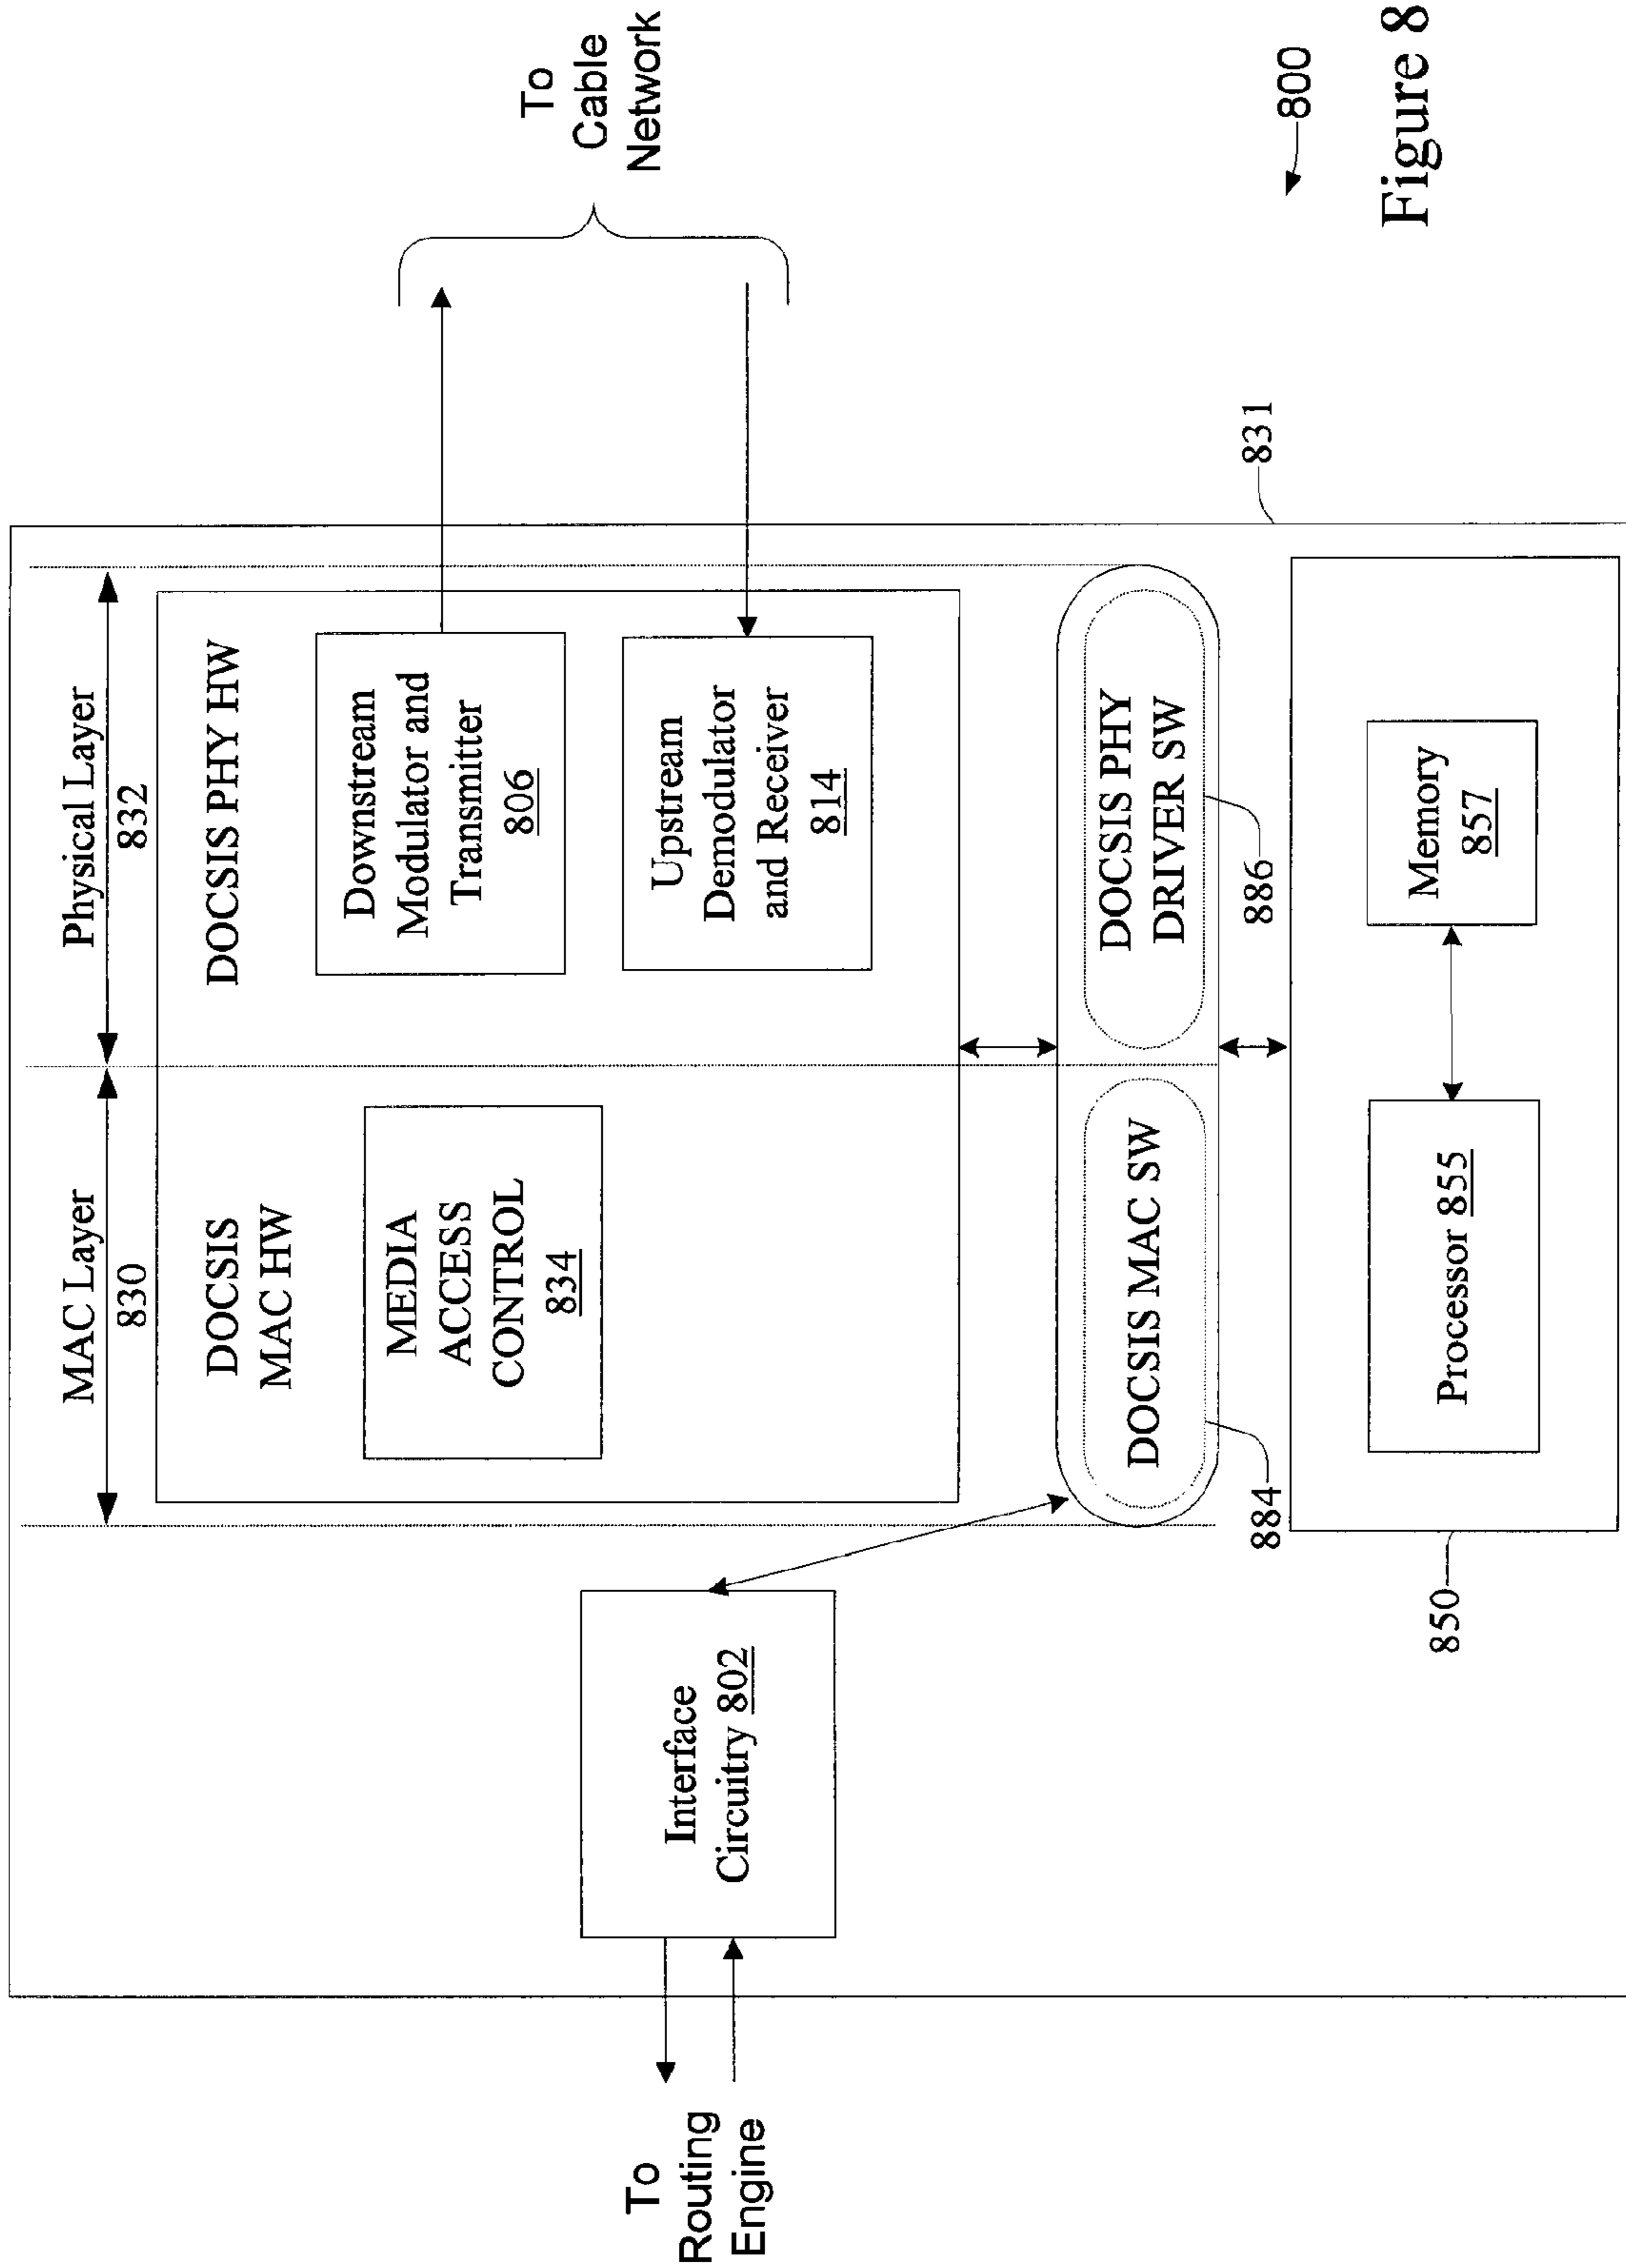 MAC Layer
830
Physical Layer
832
DOCSIS
MAC HW
DOCSIS PHY HW
MEDIA
ACCESS
CONTROL
834
Downstream
Modulator and
Transmitter
806
Upstream
Demodulator
and Receiver
814
To
Cable
Network
Interface
Circuitry 802
To
Routing
Engine
DOCSIS MAC SW
DOCSIS PHY
DRIVER SW
884
886
831
850
Processor 855
Memory
857
800
Figure 8